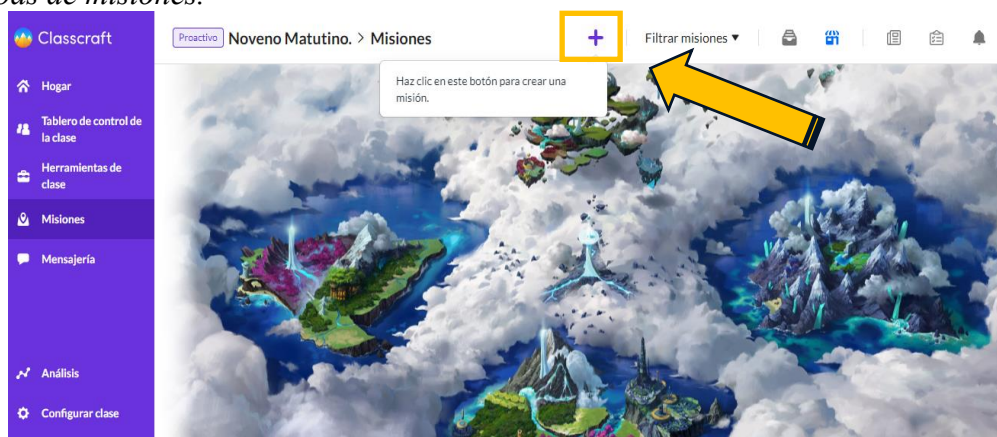 de misiones.
Classcraft
Proactivo Noveno Matutino. > Misiones
+
Filtrar misiones ▼
Haz clic en este botón para crear una
misión.
Hogar
Tablero de control de
la clase
Herramientas de
clase
Misiones
Mensajería
Análisis
Configurar clase